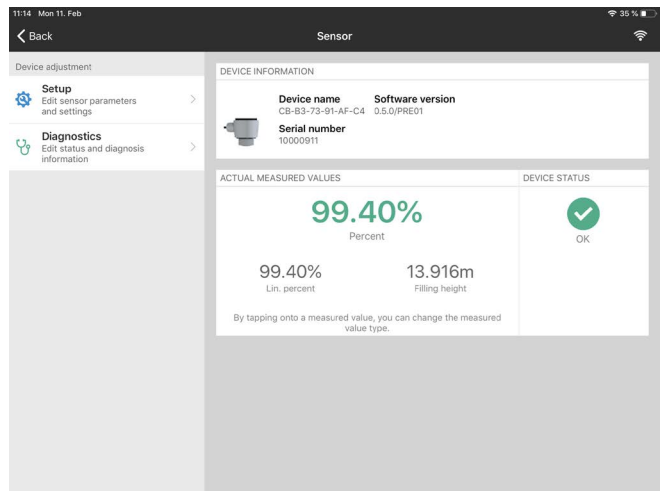 11:14 Mon 11. Feb
35 %
Back
Sensor
Device adjustment
Setup
Edit sensor parameters
and settings
Diagnostics
Edit status and diagnosis
information
DEVICE INFORMATION
Device name Software version
CB-B3-73-91-AF-C4 0.5.0/PRE01
Serial number
10000911
ACTUAL MEASURED VALUES
99.40%
Percent
99.40% 13.916m
Lin. percent Filling height
By tapping onto a measured value, you can change the measured
value type.
DEVICE STATUS
OK